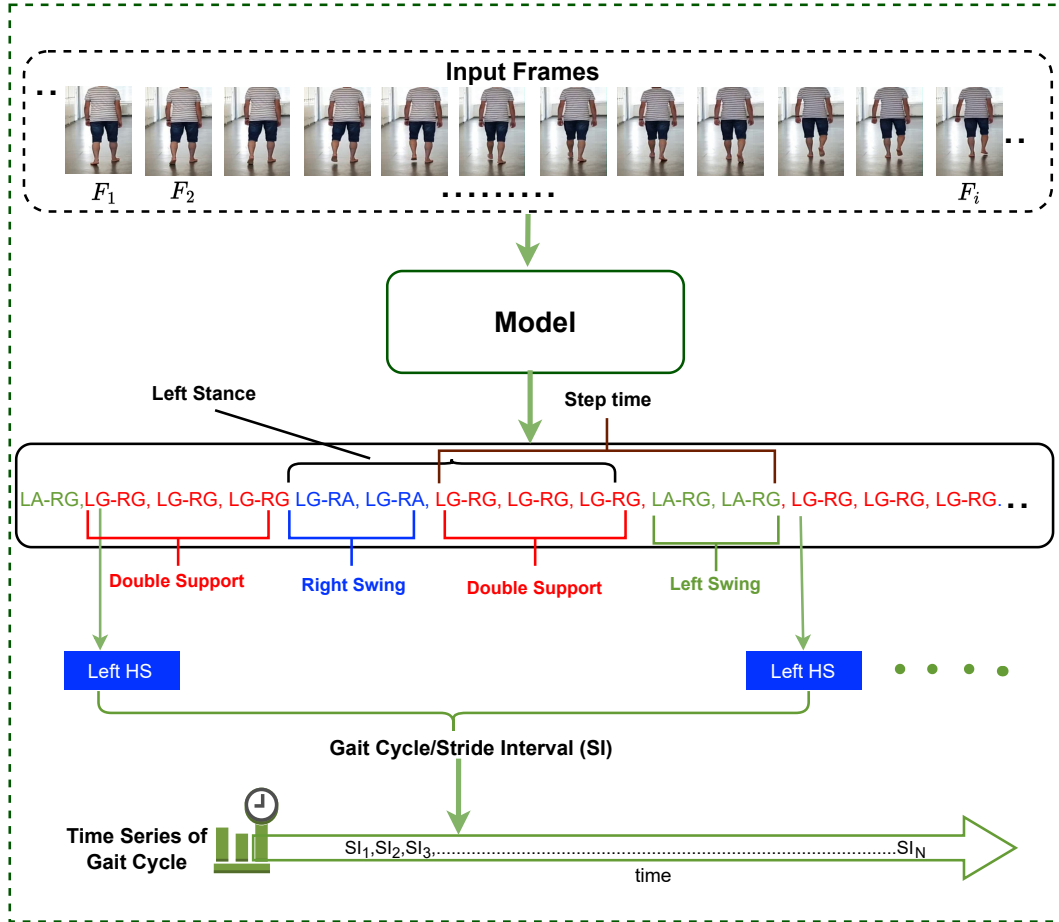 Input Frames
F1 F2 ......... Fi
Model
Left Stance
Step time
LA-RG,LG-RG, LG-RG, LG-RG LG-RA, LG-RA, LG-RG, LG-RG, LG-RG, LA-RG, LA-RG, LG-RG, LG-RG, LG-RG...
Double Support
Right Swing
Double Support
Left Swing
Left HS
Left HS
Gait Cycle/Stride Interval (SI)
Time Series of
Gait Cycle
SI1,SI2,SI3,..........SIN
time